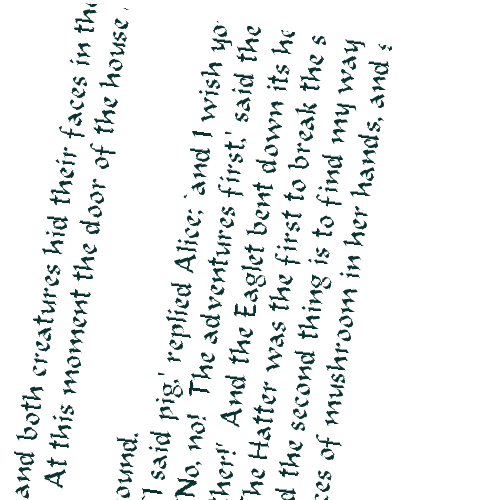 and both creatures hid their faces in the
At this moment the door of the house
ound.
`I said pig,' replied Alice; `and I wish yo
`No, no! The adventures first,' said the
ther!' And the Eaglet bent down its he
The Hatter was the first to break the s
d the second thing is to find my way
ces of mushroom in her hands, and s